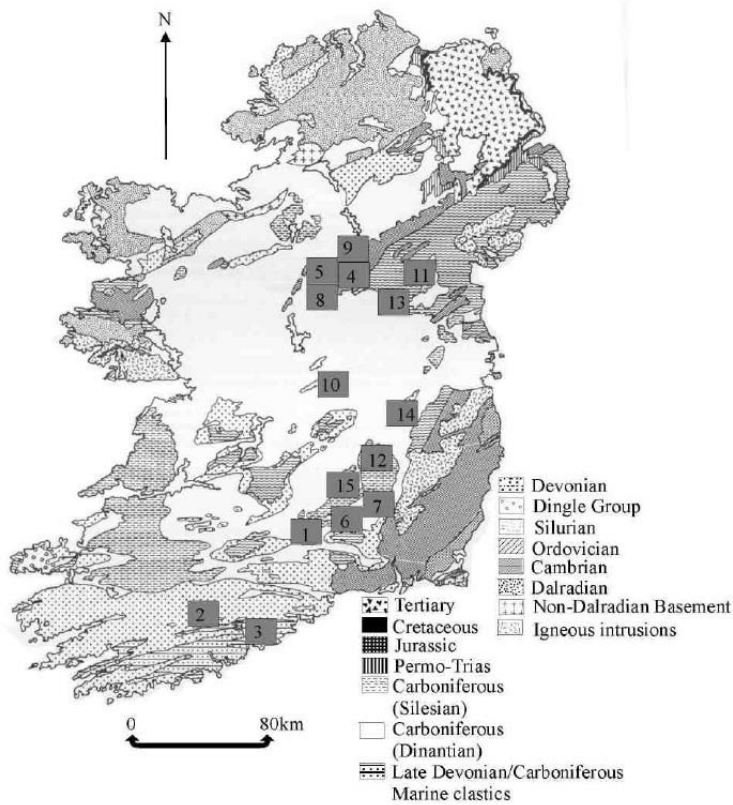 N
9
5
4
11
8
13
10
14
12
15
7
6
1
2
3
Devonian
Dingle Group
Silurian
Ordovician
Cambrian
Dalradian
Non-Dalradian Basement
Igneous intrusions
Tertiary
Cretaceous
Jurassic
Permo-Trias
Carboniferous
(Silesian)
Carboniferous
(Dinantian)
Late Devonian/Carboniferous
Marine clastics
0 80km